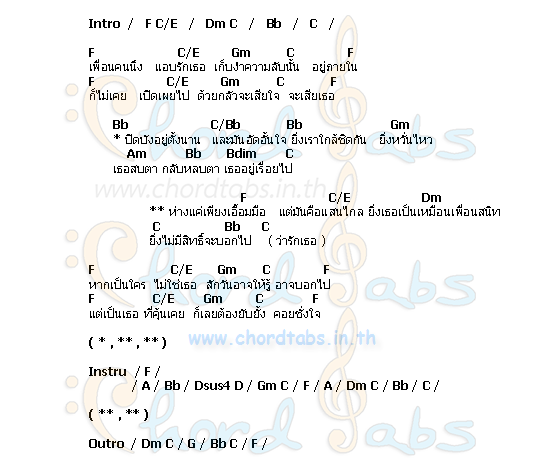 Intro / F C/E / Dm C / Bb / C /
F C/E Gm C F
เพื่อนคนนึง แอบรักเธอ เก็บงำความลับนั้น อยู่ภายใน
F C/E Gm C F
ก็ไม่เคย เปิดเผยไป ด้วยกลัวจะเสียใจ จะเสียเธอ
Bb C/Bb Bb Gm
* ปิดบังอยู่ตั้งนาน และมันอัดอั้นใจ ยิ่งเราใกล้ชิดกัน ยิ่งหวั่นไหว
Am Bb Bdim C
เธอสบตา กลับหลบตา เธออยู่เรื่อยไป
www.chordtabs.in.th
F C/E Dm
** ห่างแค่เพียงเอื้อมมือ แต่มันคือแสนไกล ยิ่งเธอเป็นเหมือนเพื่อนสนิท
C Bb C
ยิ่งไม่มีสิทธิ์จะบอกไป ( ว่ารักเธอ )
F C/E Gm C F
หากเป็นใคร ไม่ใช่เธอ สักวันอาจให้รู้ อาจบอกไป
F C/E Gm C F
แต่เป็นเธอ ที่คุ้นเคย ก็เลยต้องยับยั้ง คอยชั่งใจ
www.chordtabs.in.th
( * , ** , ** )
Instru / F /
/ A / Bb / Dsus4 D / Gm C / F / A / Dm C / Bb / C /
( ** , ** )
Outro / Dm C / G / Bb C / F /